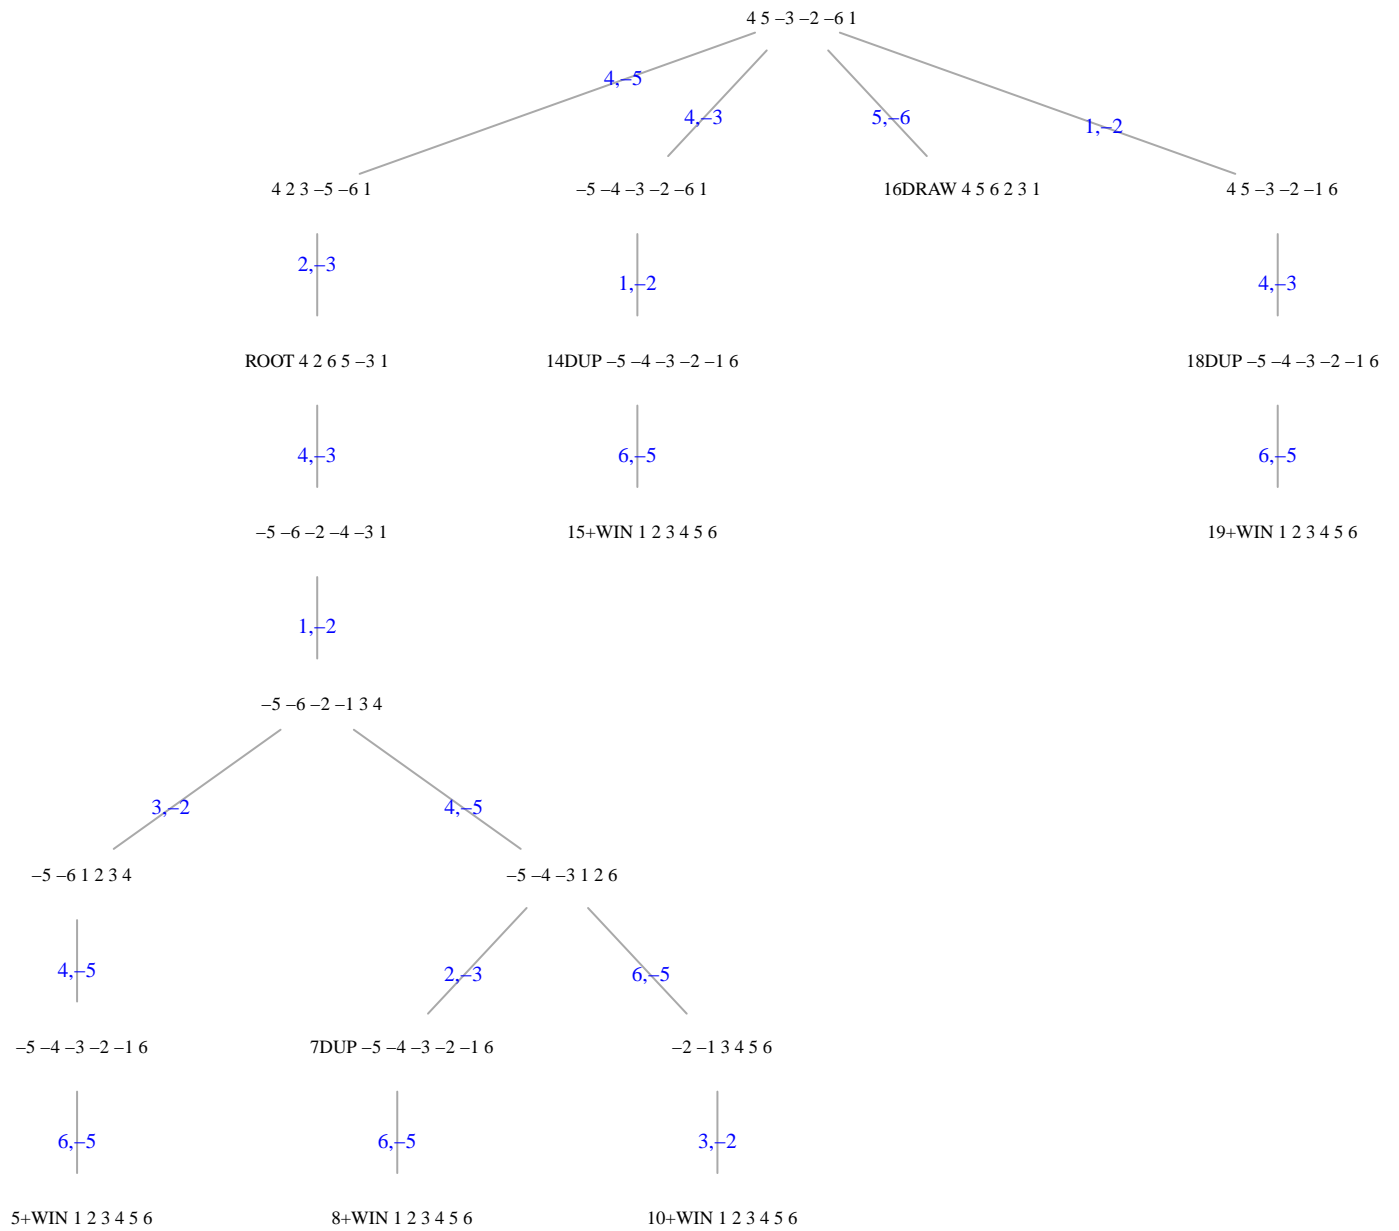 4 5 –3 –2 –6 1
4,–5
4,–3
5,–6
1,–2
4 2 3 –5 –6 1
–5 –4 –3 –2 –6 1
16DRAW 4 5 6 2 3 1
4 5 –3 –2 –1 6
2,–3
1,–2
4,–3
ROOT 4 2 6 5 –3 1
14DUP –5 –4 –3 –2 –1 6
18DUP –5 –4 –3 –2 –1 6
4,–3
6,–5
6,–5
–5 –6 –2 –4 –3 1
15+WIN 1 2 3 4 5 6
19+WIN 1 2 3 4 5 6
1,–2
–5 –6 –2 –1 3 4
3,–2
4,–5
–5 –6 1 2 3 4
–5 –4 –3 1 2 6
4,–5
2,–3
6,–5
–5 –4 –3 –2 –1 6
7DUP –5 –4 –3 –2 –1 6
–2 –1 3 4 5 6
6,–5
6,–5
3,–2
5+WIN 1 2 3 4 5 6
8+WIN 1 2 3 4 5 6
10+WIN 1 2 3 4 5 6